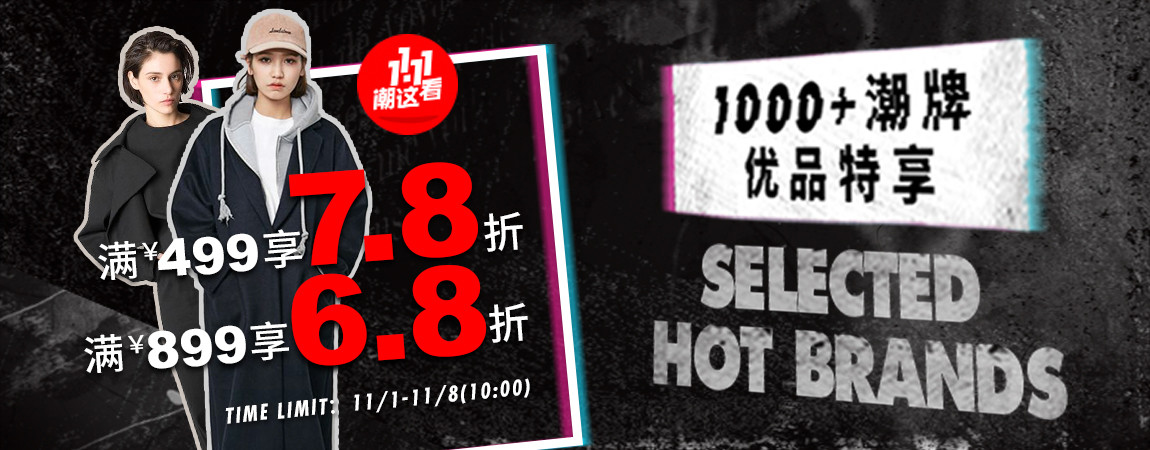 11.11
潮这看
满¥499享7.8折
满¥899享6.8折
TIME LIMIT: 11/1-11/8(10:00)
1000+潮牌
优品特享
SELECTED
HOT BRANDS